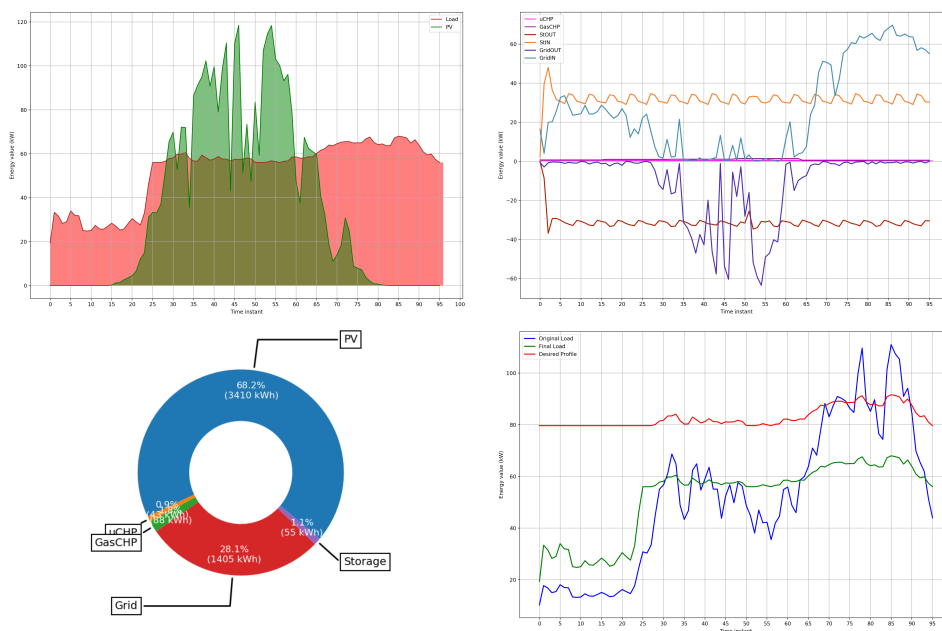 Load
PV
120
100
80
60
40
20
0
Energy value (kW)
0 5 10 15 20 25 30 35 40 45 50 55 60 65 70 75 80 85 90 95 100
Time instant
uCHP
GasCHP
StOUT
StIN
GridOUT
GridIN
60
40
20
0
−20
−40
−60
Energy value (kW)
0 5 10 15 20 25 30 35 40 45 50 55 60 65 70 75 80 85 90 95
Time instant
PV
68.2%
(3410 kWh)
0.9%
88 kWh)
uCHP
GasCHP
28.1%
(1405 kWh)
Grid
1.1%
(55 kWh)
Storage
Original Load
Final Load
Desired Profile
100
80
60
40
20
Energy value (kW)
0 5 10 15 20 25 30 35 40 45 50 55 60 65 70 75 80 85 90 95
Time instant